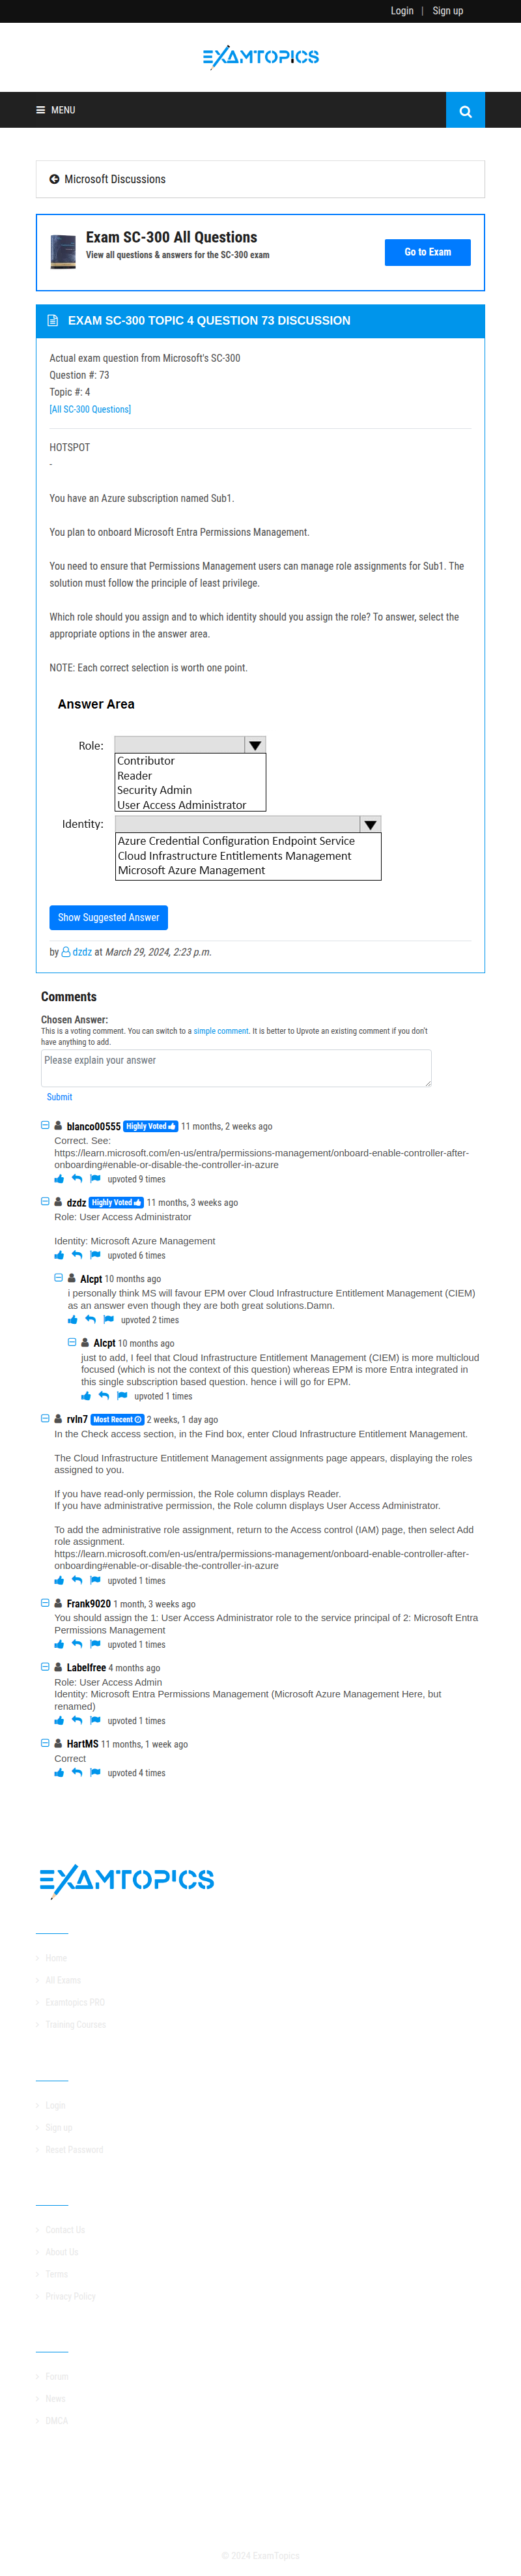 Login | Sign up
EXAMTOPICS
MENU
Microsoft Discussions
Exam SC-300 All Questions
View all questions & answers for the SC-300 exam
Go to Exam
EXAM SC-300 TOPIC 4 QUESTION 73 DISCUSSION
Actual exam question from Microsoft's SC-300
Question #: 73
Topic #: 4
[All SC-300 Questions]
HOTSPOT
-
You have an Azure subscription named Sub1.
You plan to onboard Microsoft Entra Permissions Management.
You need to ensure that Permissions Management users can manage role assignments for Sub1. The
solution must follow the principle of least privilege.
Which role should you assign and to which identity should you assign the role? To answer, select the
appropriate options in the answer area.
NOTE: Each correct selection is worth one point.
Answer Area
Role:
Contributor
Reader
Security Admin
User Access Administrator
Identity:
Azure Credential Configuration Endpoint Service
Cloud Infrastructure Entitlements Management
Microsoft Azure Management
Show Suggested Answer
by dzdz at March 29, 2024, 2:23 p.m.
Comments
Chosen Answer:
This is a voting comment. You can switch to a simple comment. It is better to Upvote an existing comment if you don't
have anything to add.
Please explain your answer
Submit
blanco00555 Highly Voted 11 months, 2 weeks ago
Correct. See:
https://learn.microsoft.com/en-us/entra/permissions-management/onboard-enable-controller-after-
onboarding#enable-or-disable-the-controller-in-azure
upvoted 9 times
dzdz Highly Voted 11 months, 3 weeks ago
Role: User Access Administrator
Identity: Microsoft Azure Management
upvoted 6 times
Alcpt 10 months ago
i personally think MS will favour EPM over Cloud Infrastructure Entitlement Management (CIEM)
as an answer even though they are both great solutions.Damn.
upvoted 2 times
Alcpt 10 months ago
just to add, I feel that Cloud Infrastructure Entitlement Management (CIEM) is more multicloud
focused (which is not the context of this question) whereas EPM is more Entra integrated in
this single subscription based question. hence i will go for EPM.
upvoted 1 times
rvln7 Most Recent 2 weeks, 1 day ago
In the Check access section, in the Find box, enter Cloud Infrastructure Entitlement Management.
The Cloud Infrastructure Entitlement Management assignments page appears, displaying the roles
assigned to you.
If you have read-only permission, the Role column displays Reader.
If you have administrative permission, the Role column displays User Access Administrator.
To add the administrative role assignment, return to the Access control (IAM) page, then select Add
role assignment.
https://learn.microsoft.com/en-us/entra/permissions-management/onboard-enable-controller-after-
onboarding#enable-or-disable-the-controller-in-azure
upvoted 1 times
Frank9020 1 month, 3 weeks ago
You should assign the 1: User Access Administrator role to the service principal of 2: Microsoft Entra
Permissions Management
upvoted 1 times
Labelfree 4 months ago
Role: User Access Admin
Identity: Microsoft Entra Permissions Management (Microsoft Azure Management Here, but
renamed)
upvoted 1 times
HartMS 11 months, 1 week ago
Correct
upvoted 4 times
EXAMTOPICS
Home
All Exams
Examtopics PRO
Training Courses
Login
Sign up
Reset Password
Contact Us
About Us
Terms
Privacy Policy
Forum
News
DMCA
© 2024 ExamTopics